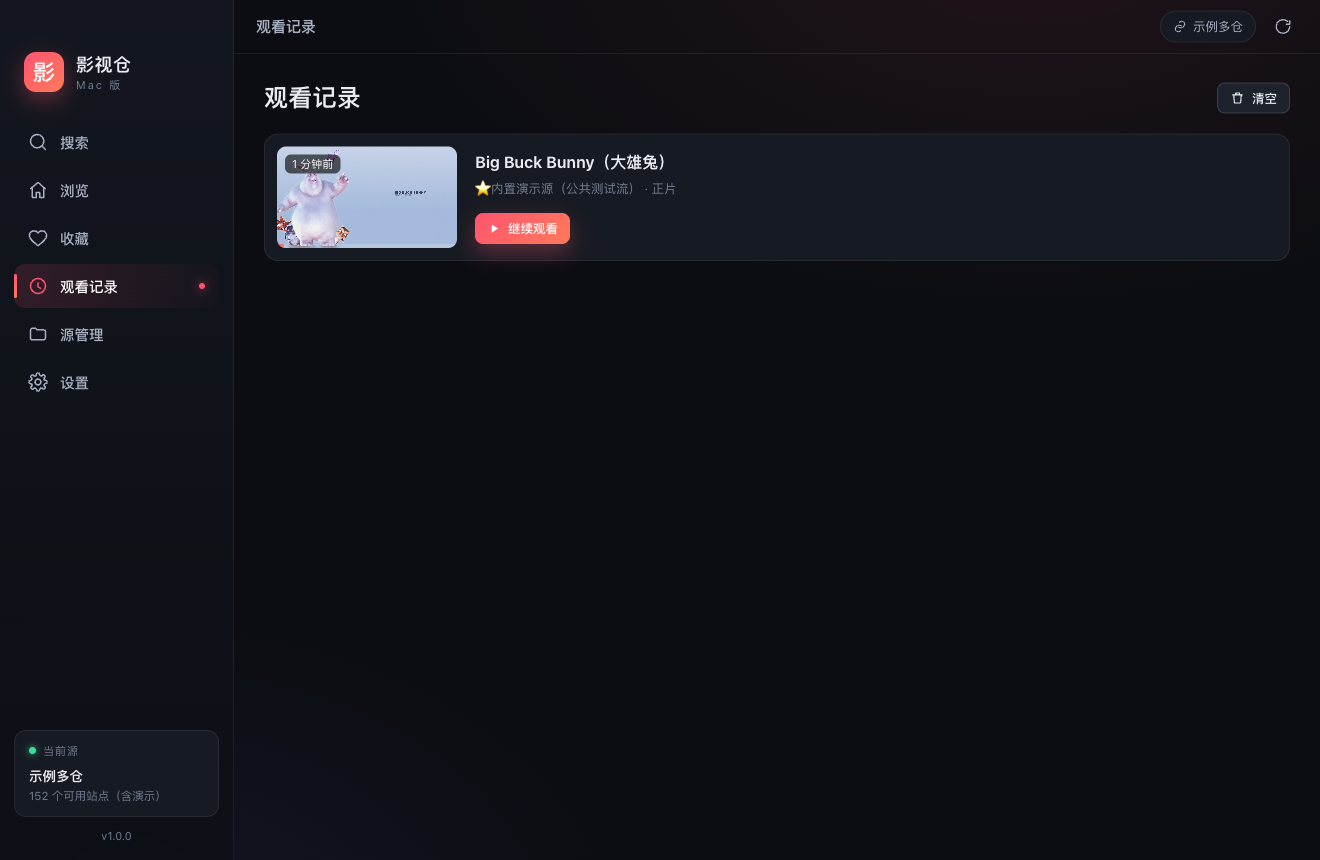 影
影视仓
Mac 版
搜索
浏览
收藏
观看记录
源管理
设置
当前源
示例多仓
152 个可用站点（含演示）
v1.0.0
观看记录
示例多仓
观看记录
清空
1 分钟前
Big Buck Bunny（大雄兔）
⭐内置演示源（公共测试流） · 正片
继续观看